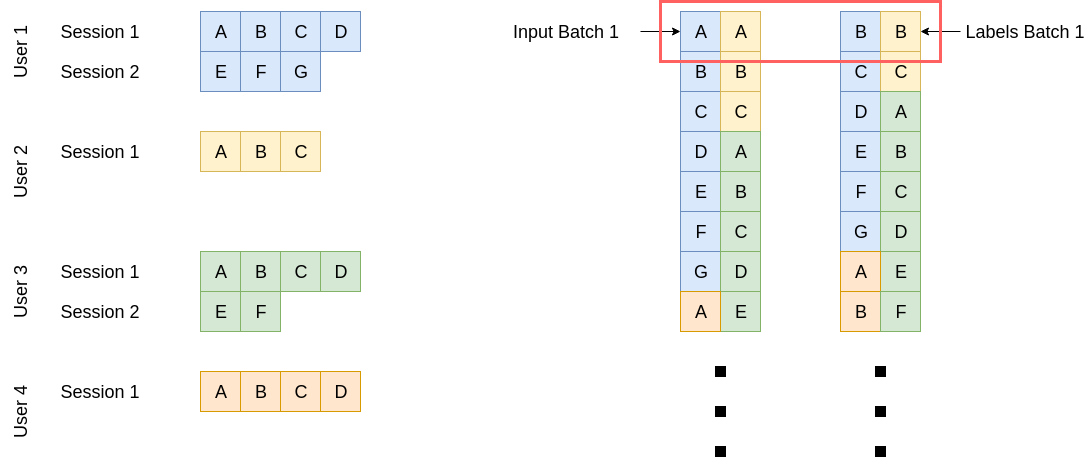 User 1
Session 1
A B C D
Session 2
E F G
User 2
Session 1
A B C
User 3
Session 1
A B C D
Session 2
E F
User 4
Session 1
A B C D
Input Batch 1
A A
B B
C C
D A
E B
F C
G D
A E
B B
C C
D A
E B
F C
G D
A E
B F
Labels Batch 1